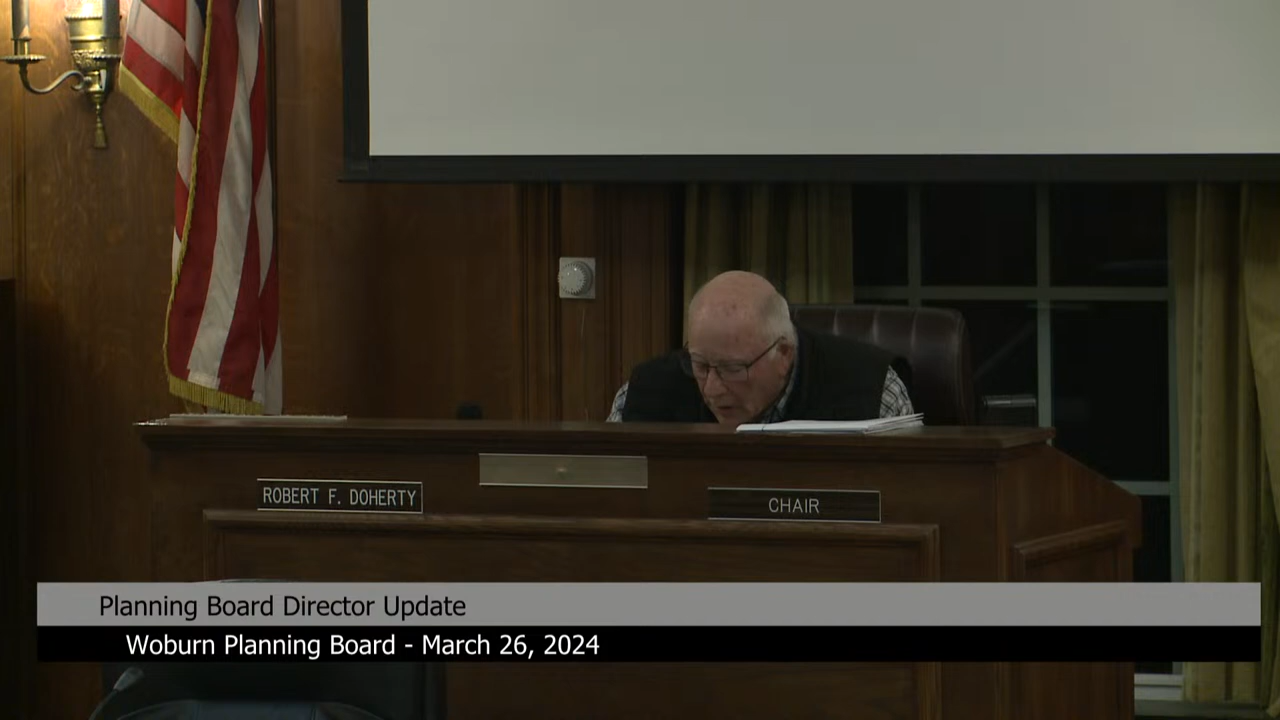 ROBERT F. DOHERTY
CHAIR
Planning Board Director Update
Woburn Planning Board - March 26, 2024